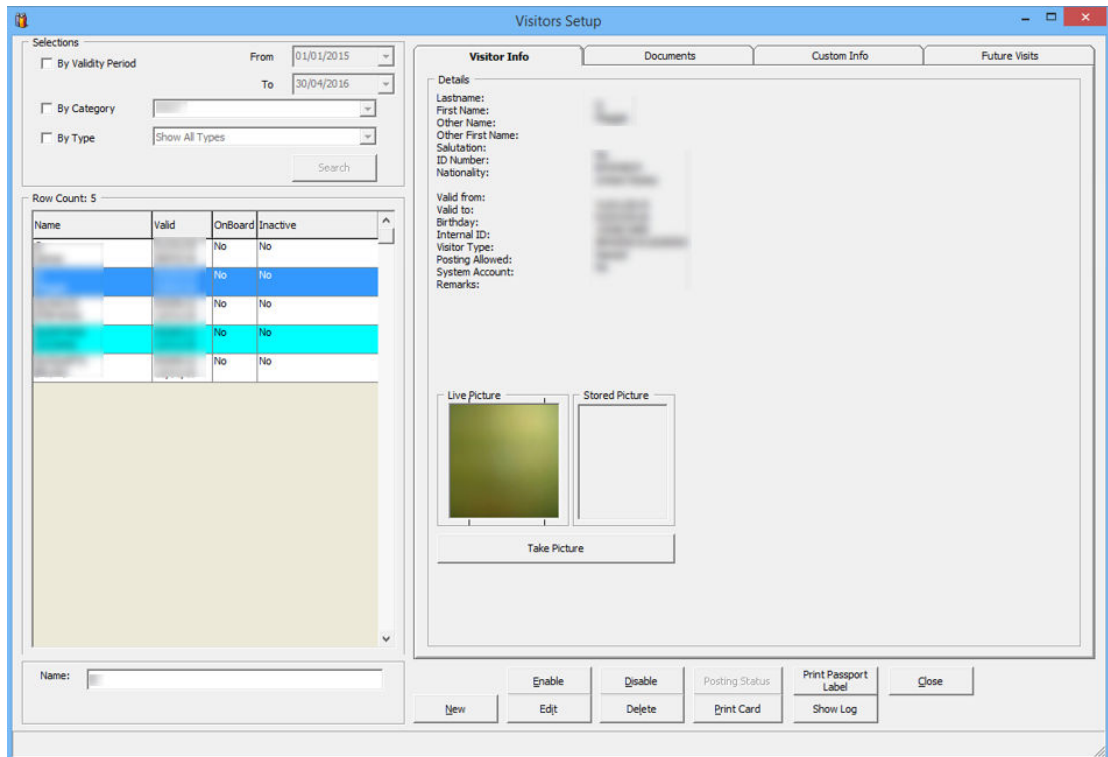 Visitors Setup
Selections
By Validity Period
From 01/01/2015
To 30/04/2016
By Category
By Type Show All Types
Search
Row Count: 5
Name Valid OnBoard Inactive
No No
No No
No No
No No
No No
Name:
Visitor Info Documents Custom Info Future Visits
Details
Lastname:
First Name:
Other Name:
Other First Name:
Salutation:
ID Number:
Nationality:
Valid from:
Valid to:
Birthday:
Internal ID:
Visitor Type:
Posting Allowed:
System Account:
Remarks:
Live Picture Stored Picture
Take Picture
Enable Disable Posting Status Print Passport Label Close
New Edit Delete Print Card Show Log